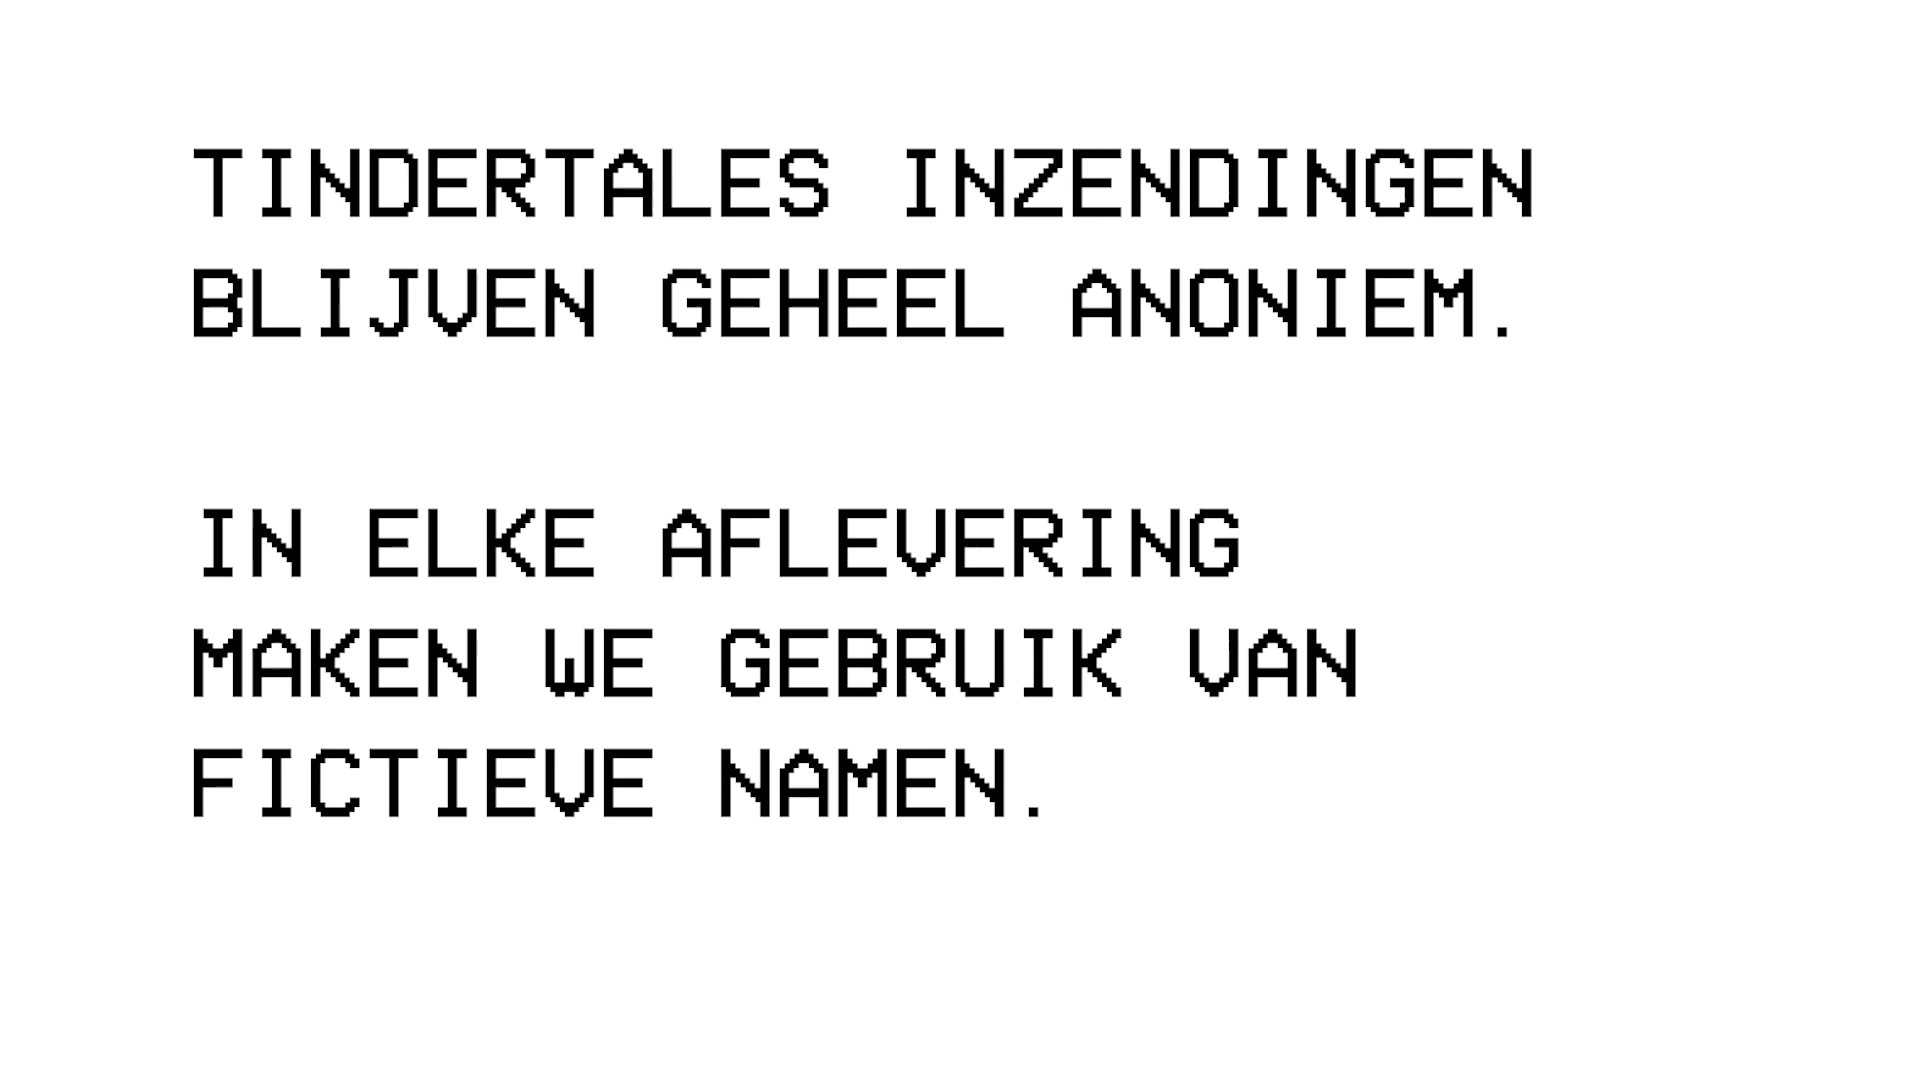 TINDERTALES INZENDINGEN
BLIJVEN GEHEEL ANONIEM.
IN ELKE AFLEVERING
MAKEN WE GEBRUIK VAN
FICTIEVE NAMEN.